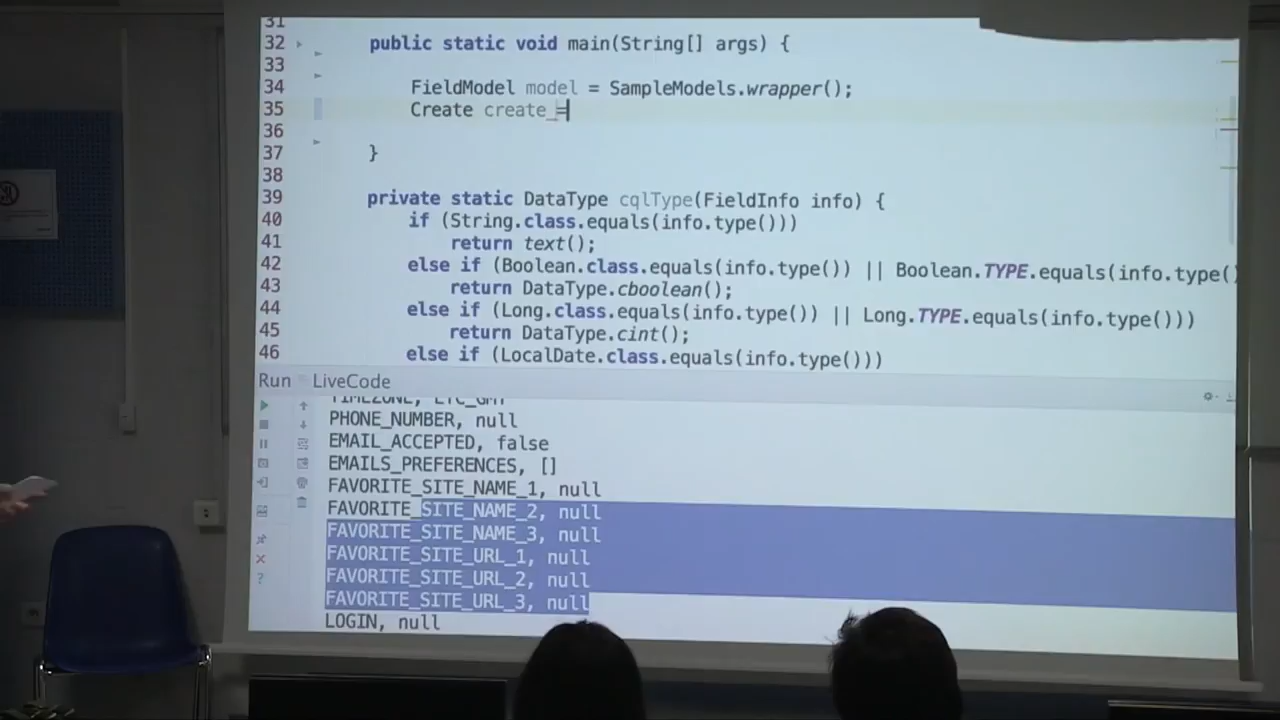 31
32 public static void main(String[] args) {
33
34 FieldModel model = SampleModels.wrapper();
35 Create create =
36
37 }
38
39 private static DataType cqlType(FieldInfo info) {
40 if (String.class.equals(info.type()))
41 return text();
42 else if (Boolean.class.equals(info.type()) || Boolean.TYPE.equals(info.type()
43 return DataType.cboolean();
44 else if (Long.class.equals(info.type()) || Long.TYPE.equals(info.type()))
45 return DataType.cint();
46 else if (LocalDate.class.equals(info.type()))
Run LiveCode
TIMEZONE, ETC_GMT
PHONE_NUMBER, null
EMAIL_ACCEPTED, false
EMAILS_PREFERENCES, []
FAVORITE_SITE_NAME_1, null
FAVORITE_SITE_NAME_2, null
FAVORITE_SITE_NAME_3, null
FAVORITE_SITE_URL_1, null
FAVORITE_SITE_URL_2, null
FAVORITE_SITE_URL_3, null
LOGIN, null